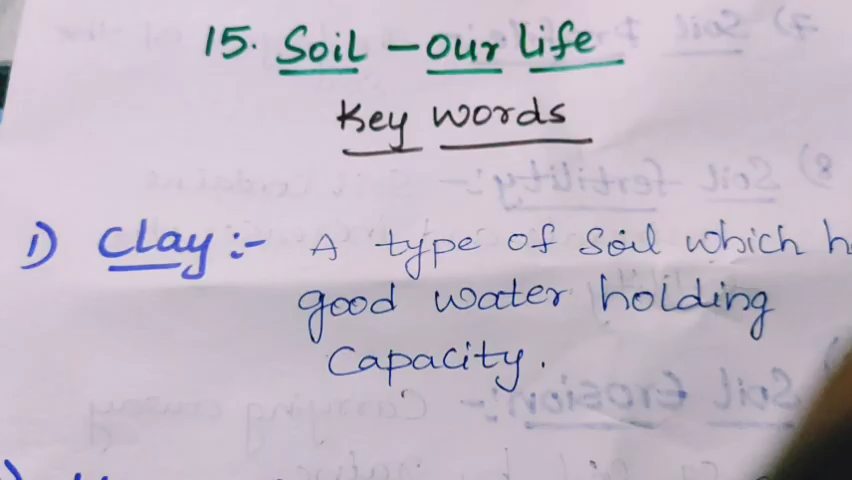 15. Soil - Our life
Key words
1) Clay :- A type of soil which
good water holding
Capacity.